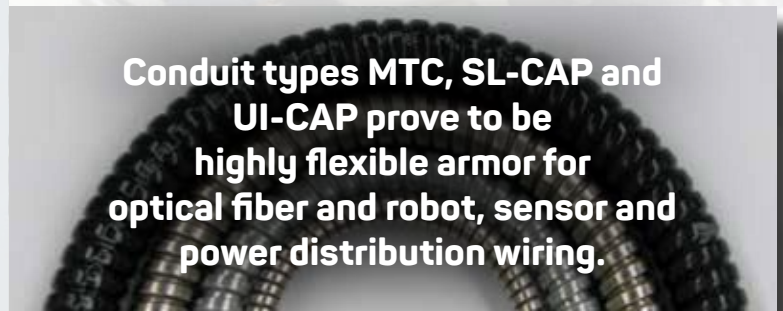 Conduit types MTC, SL-CAP and
UI-CAP prove to be
highly flexible armor for
optical fiber and robot, sensor and
power distribution wiring.